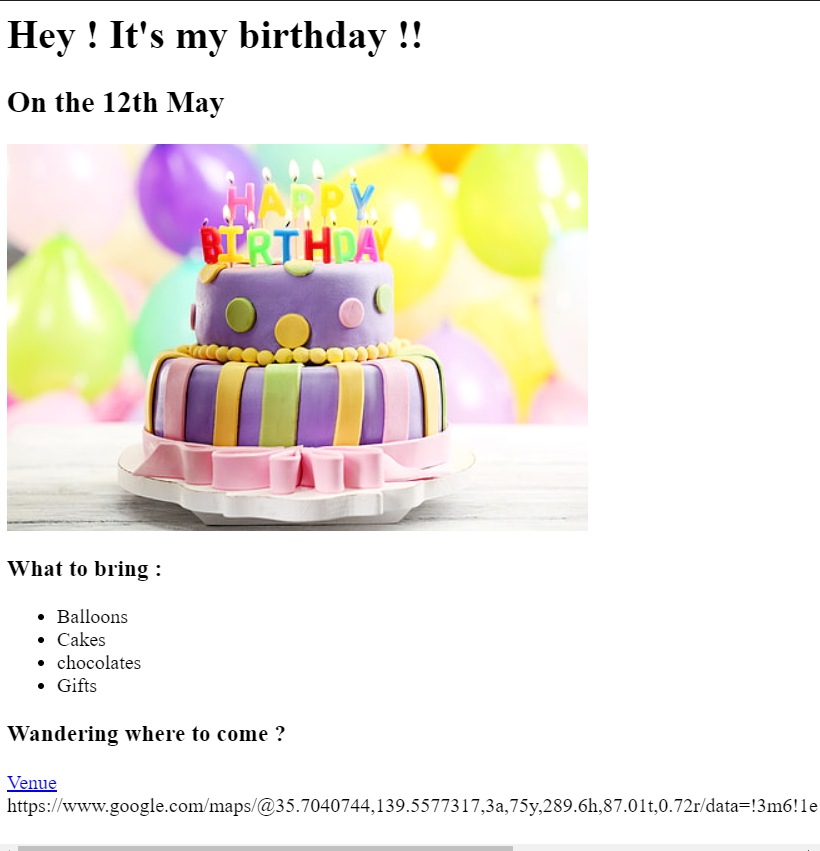 Hey ! It's my birthday !!
On the 12th May
HAPPY
BIRTHDAY
What to bring :
Balloons
Cakes
chocolates
Gifts
Wandering where to come ?
Venue
https://www.google.com/maps/@35.7040744,139.5577317,3a,75y,289.6h,87.01t,0.72r/data=!3m6!1e